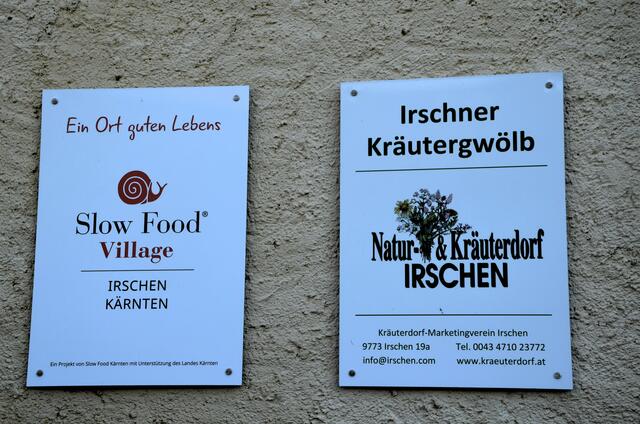 Ein Ort guten Lebens
Slow Food®
Village
IRSCHEN
KÄRNTEN
Ein Projekt von Slow Food Kärnten mit Unterstützung des Landes Kärnten
Irschner
Kräutergwölb
Natur- & Kräuterdorf
IRSCHEN
Kräuterdorf-Marketingverein Irschen
9773 Irschen 19a Tel. 0043 4710 23772
info@irschen.com www.kraeuterdorf.at